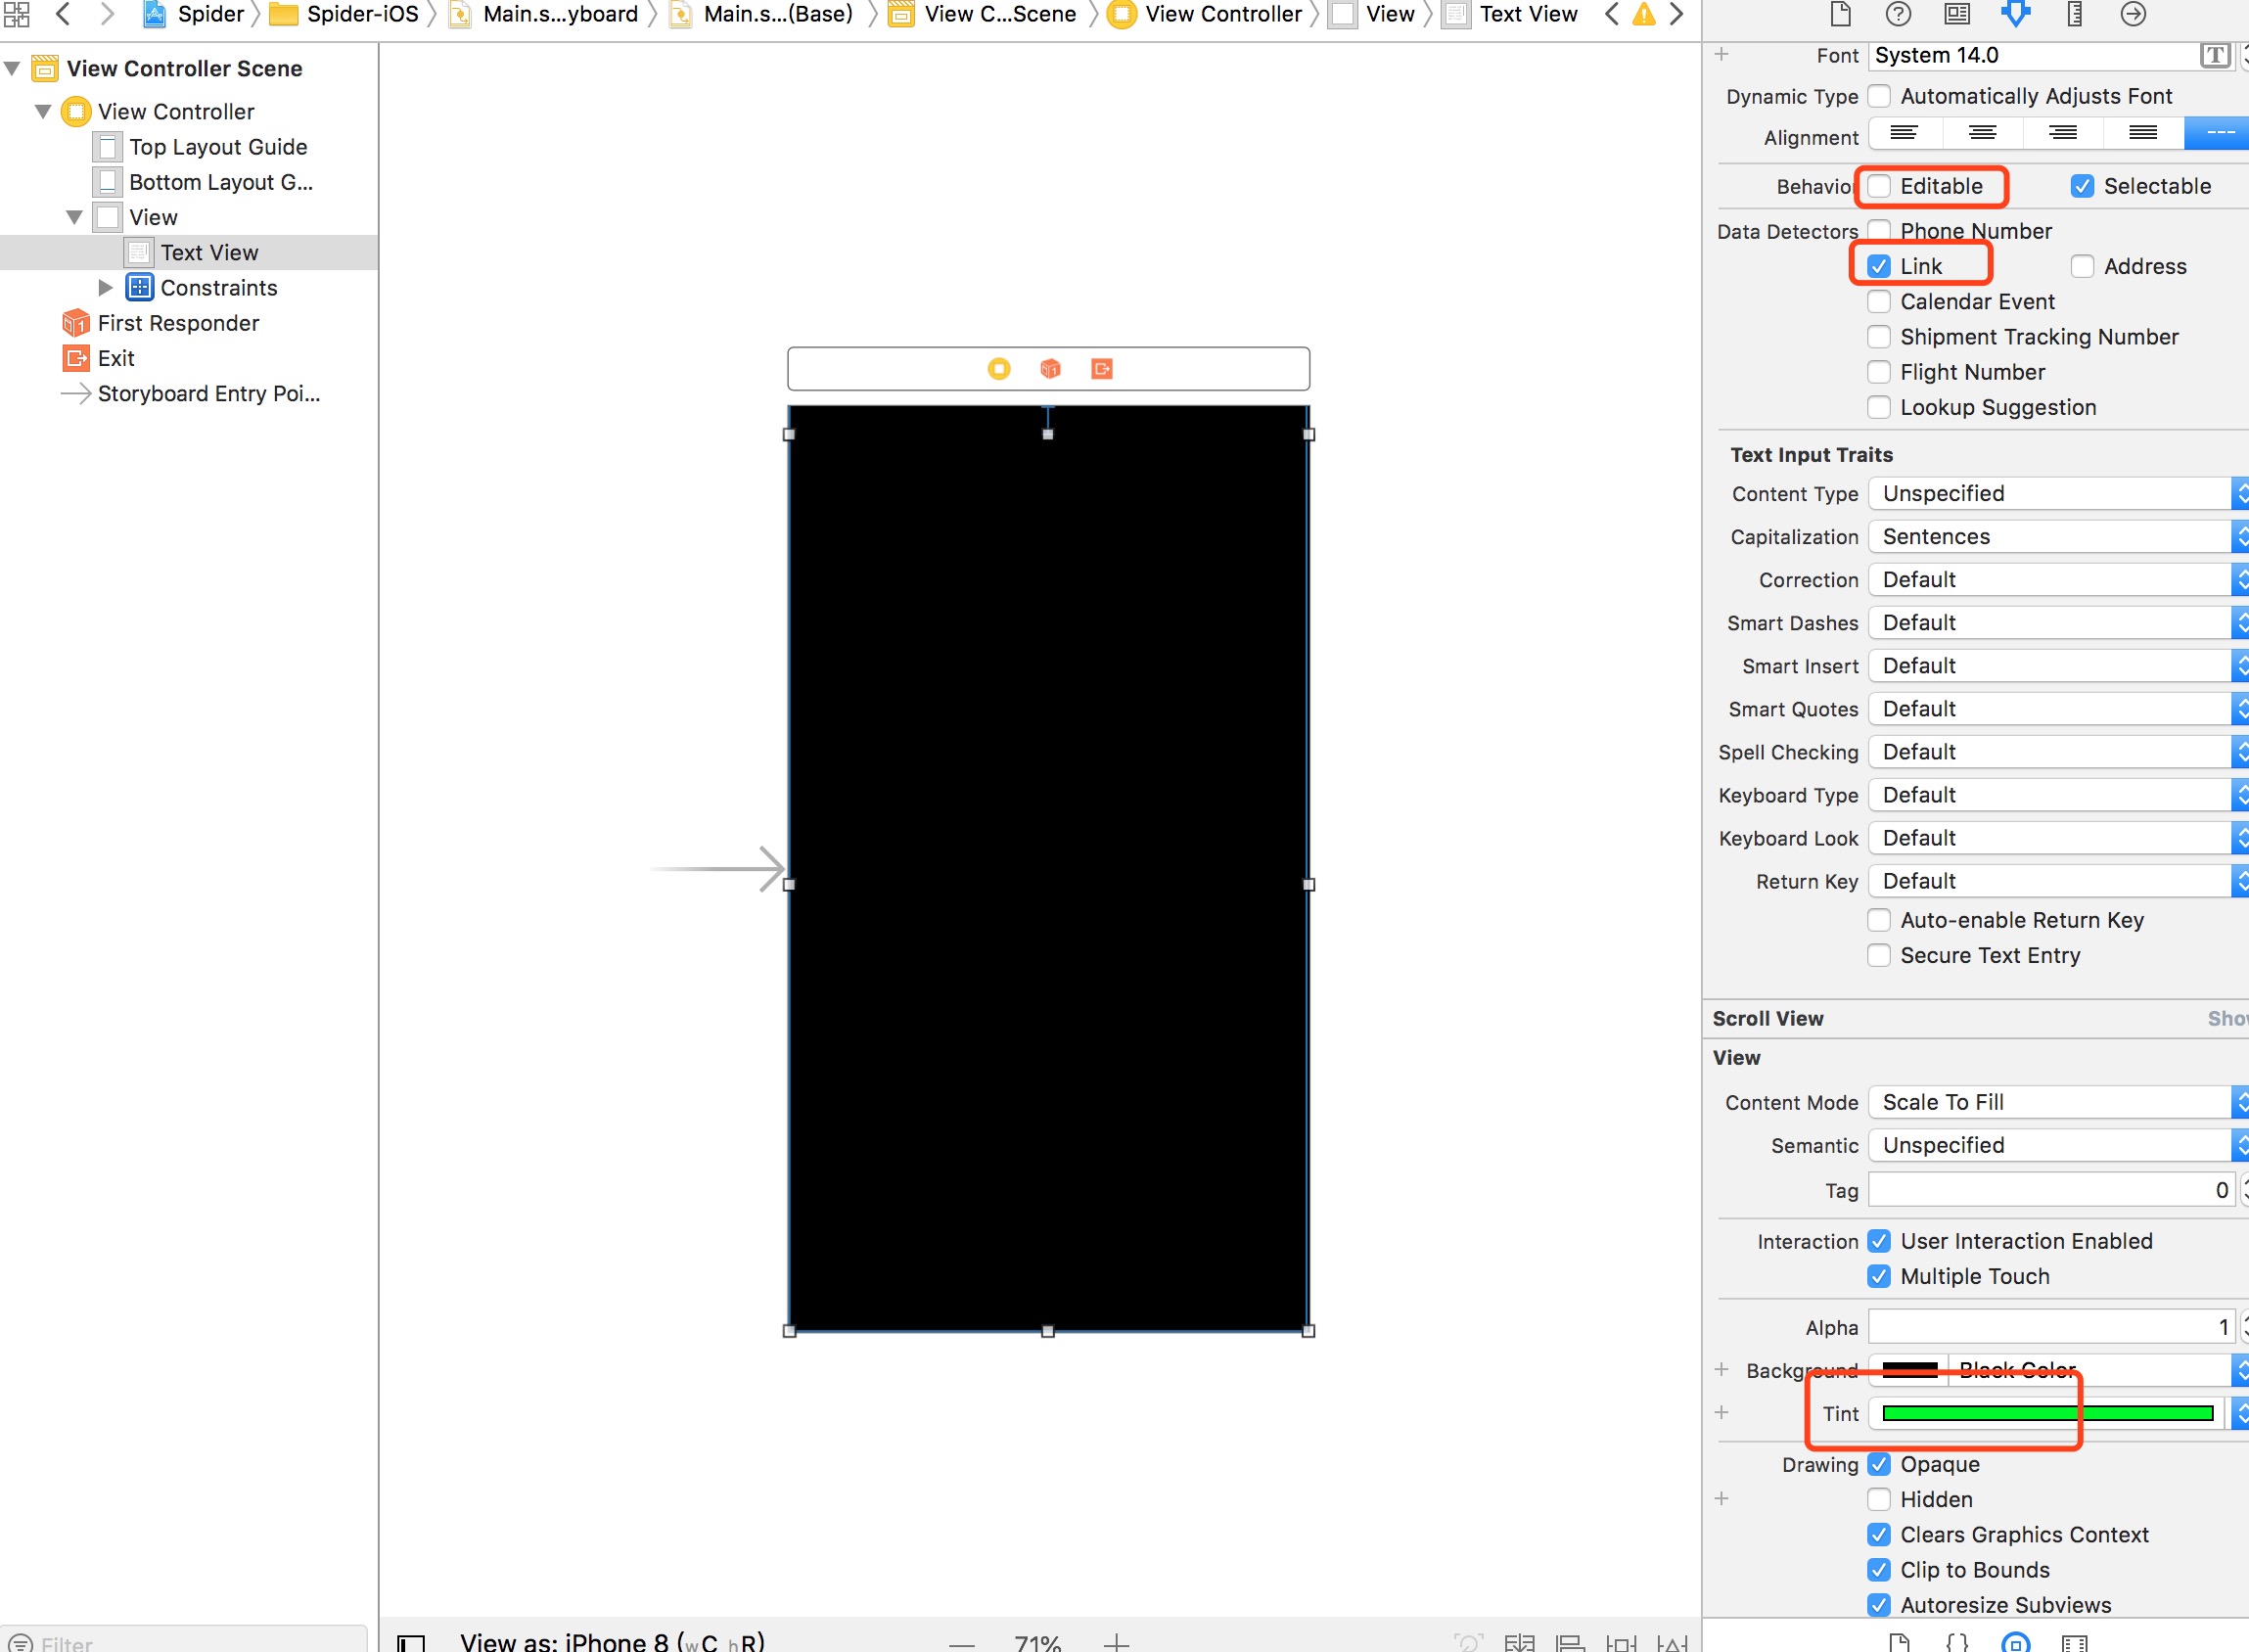 Spider Spider-iOS Main.s...yboard Main.s...(Base) View C...Scene View Controller View Text View
View Controller Scene
View Controller
Top Layout Guide
Bottom Layout G...
View
Text View
Constraints
First Responder
Exit
Storyboard Entry Poi...
Filter
View as: iPhone 8 (wC hR)
71%
Font System 14.0
Dynamic Type Automatically Adjusts Font
Alignment
Behavior Editable Selectable
Data Detectors Phone Number
Link Address
Calendar Event
Shipment Tracking Number
Flight Number
Lookup Suggestion
Text Input Traits
Content Type Unspecified
Capitalization Sentences
Correction Default
Smart Dashes Default
Smart Insert Default
Smart Quotes Default
Spell Checking Default
Keyboard Type Default
Keyboard Look Default
Return Key Default
Auto-enable Return Key
Secure Text Entry
Scroll View Show
View
Content Mode Scale To Fill
Semantic Unspecified
Tag 0
Interaction User Interaction Enabled
Multiple Touch
Alpha 1
Background Black Color
Tint
Drawing Opaque
Hidden
Clears Graphics Context
Clip to Bounds
Autoresize Subviews